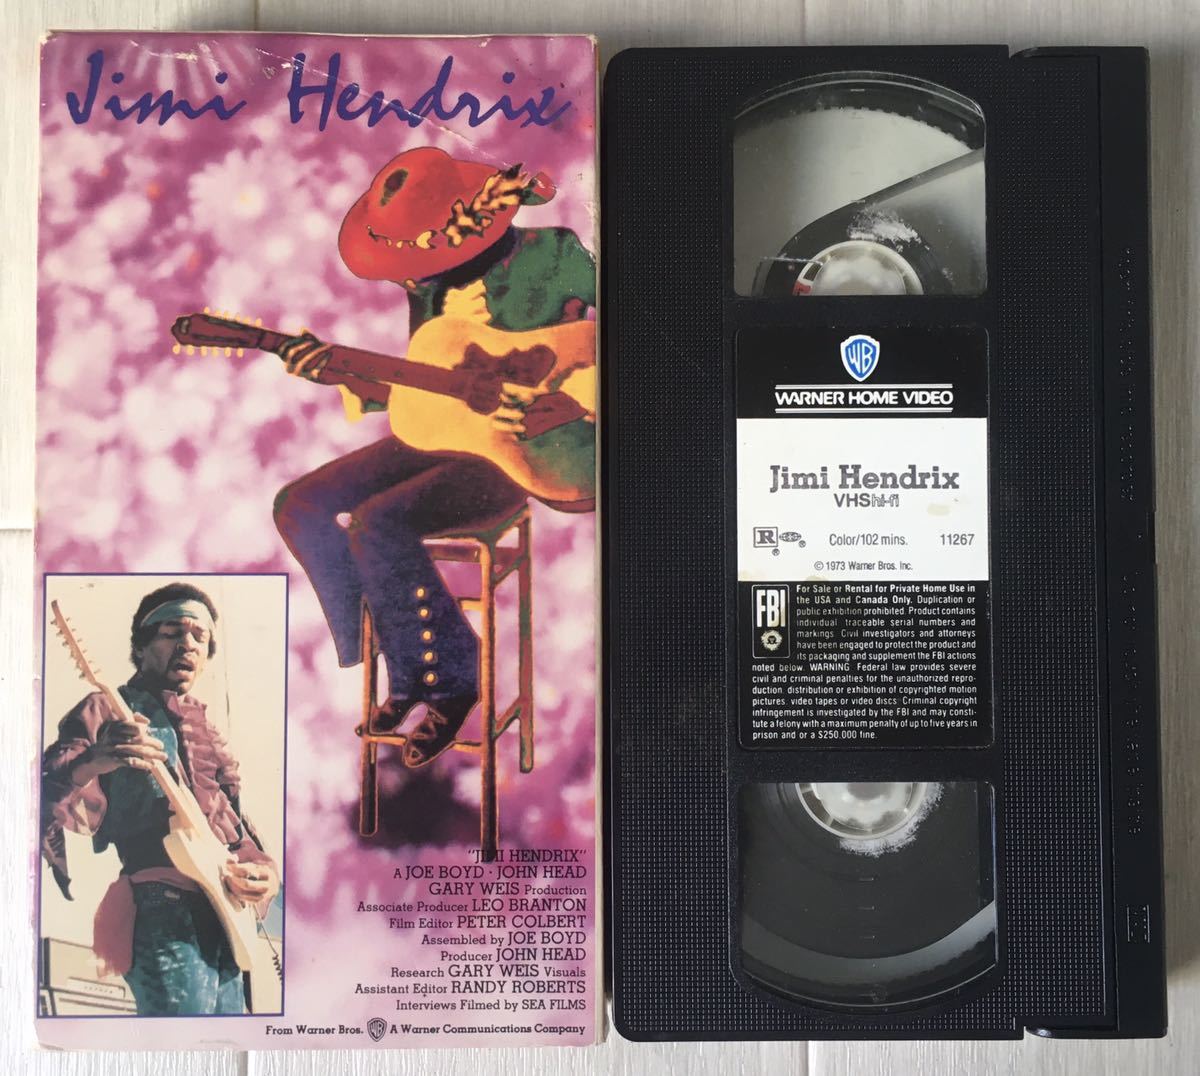 Jimi Hendrix
"JIMI HENDRIX"
A JOE BOYD · JOHN HEAD
GARY WEIS Production
Associate Producer LEO BRANTON
Film Editor PETER COLBERT
Assembled by JOE BOYD
Producer JOHN HEAD
Research GARY WEIS Visuals
Assistant Editor RANDY ROBERTS
Interviews Filmed by SEA FILMS
From Warner Bros. WB A Warner Communications Company
WB
WARNER HOME VIDEO
Jimi Hendrix
VHS hi-fi
R Color/102 mins. 11267
© 1973 Warner Bros. Inc.
FBI
For Sale or Rental for Private Home Use in
the USA and Canada Only. Duplication or
public exhibition prohibited. Product contains
individual traceable serial numbers and
markings. Civil investigators and attorneys
have been engaged to protect the product and
its packaging and supplement the FBI actions
noted below. WARNING Federal law provides severe
civil and criminal penalties for the unauthorized repro-
duction, distribution or exhibition of copyrighted motion
pictures, video tapes or video discs. Criminal copyright
infringement is investigated by the FBI and may consti-
tute a felony with a maximum penalty of up to five years in
prison and or a $250,000 fine.